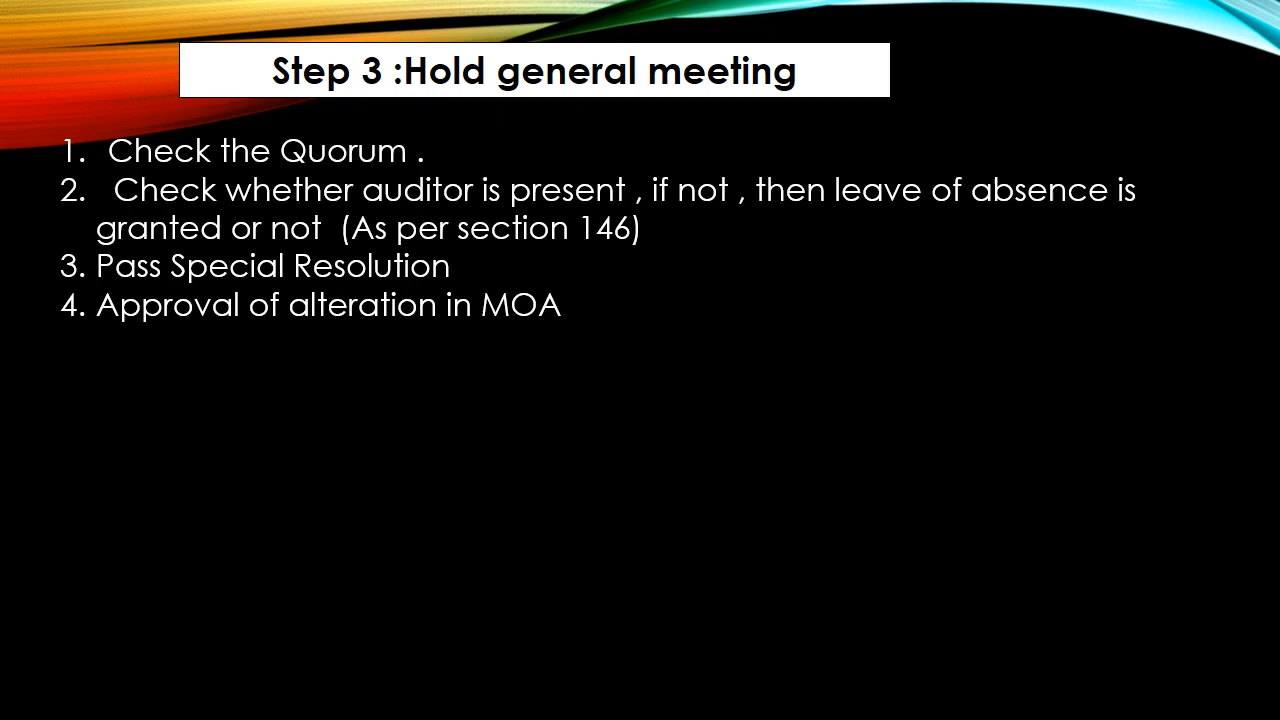 Step 3 :Hold general meeting
1. Check the Quorum .
2. Check whether auditor is present , if not , then leave of absence is
granted or not (As per section 146)
3. Pass Special Resolution
4. Approval of alteration in MOA